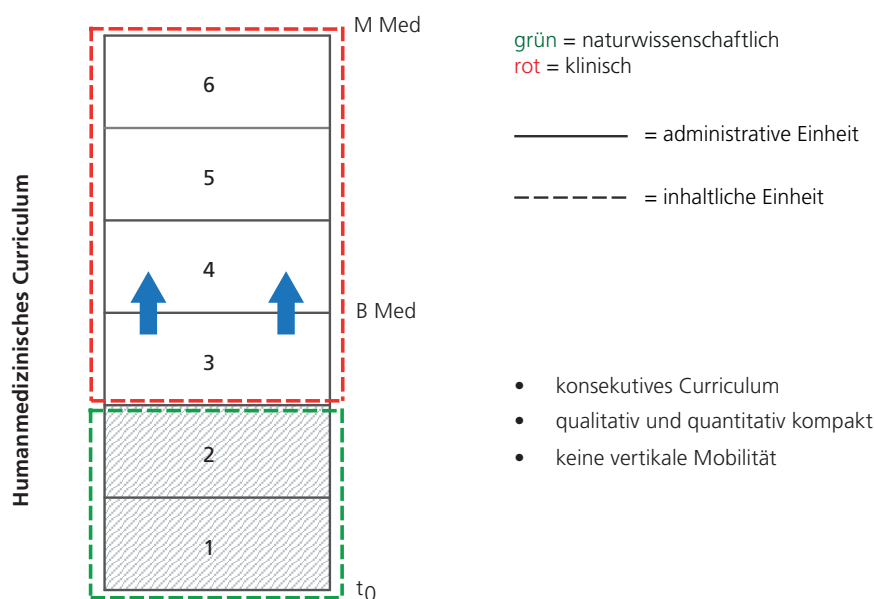 Humanmedizinisches Curriculum
M Med
6
5
4
B Med
3
2
1
t0
grün = naturwissenschaftlich
rot = klinisch
= administrative Einheit
= inhaltliche Einheit
• konsekutives Curriculum
• qualitativ und quantitativ kompakt
• keine vertikale Mobilität